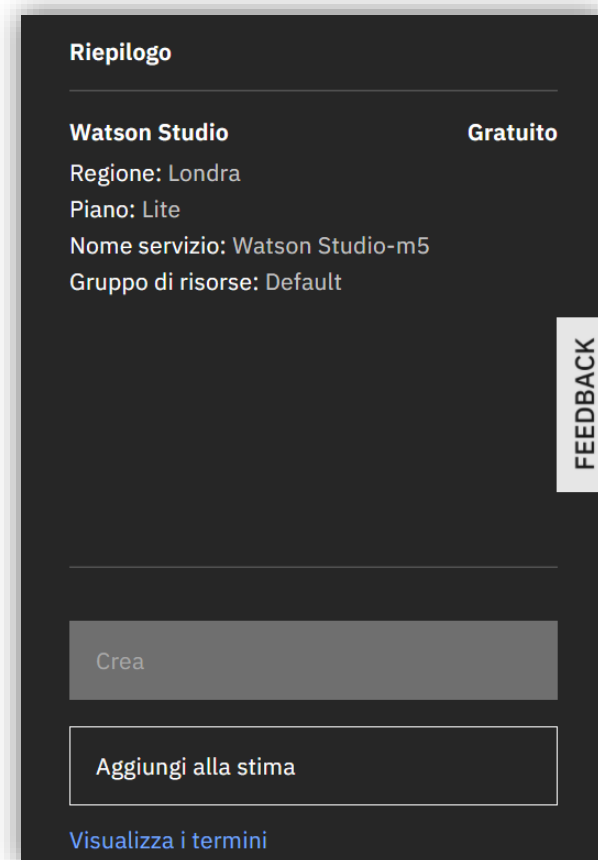 Riepilogo
Watson Studio Gratuito
Regione: Londra
Piano: Lite
Nome servizio: Watson Studio-m5
Gruppo di risorse: Default
FEEDBACK
Crea
Aggiungi alla stima
Visualizza i termini